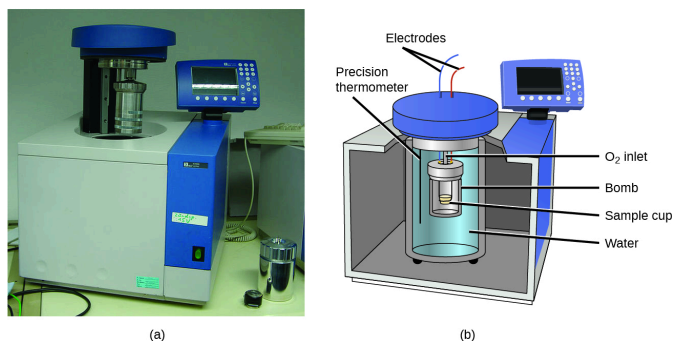 Electrodes
Precision
thermometer
O₂ inlet
Bomb
Sample cup
Water
(a)
(b)